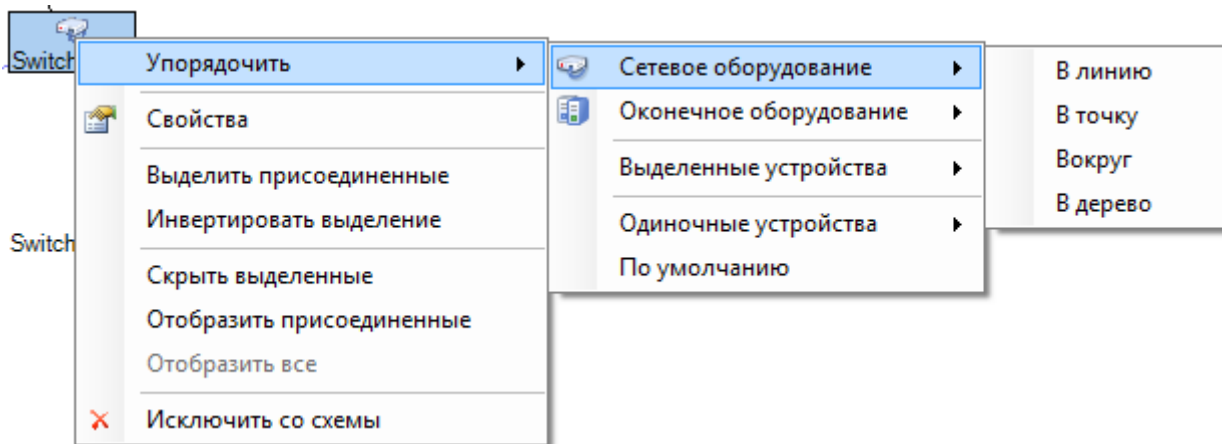 Switch
Упорядочить
Свойства
Выделить присоединенные
Инвертировать выделение
Скрыть выделенные
Отобразить присоединенные
Отобразить все
Исключить со схемы
Switch
Сетевое оборудование
Оконечное оборудование
Выделенные устройства
Одиночные устройства
По умолчанию
В линию
В точку
Вокруг
В дерево